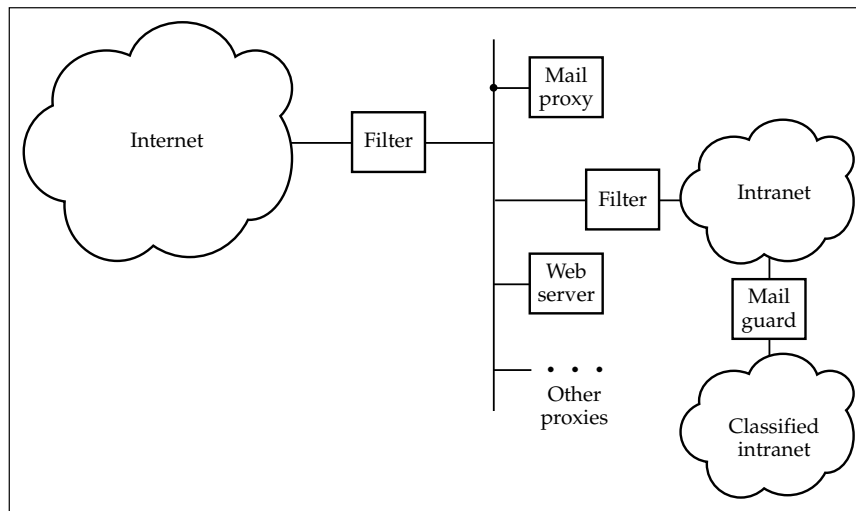 Internet
Filter
Mail
proxy
Filter
Intranet
Web
server
Mail
guard
Other
proxies
Classified
intranet